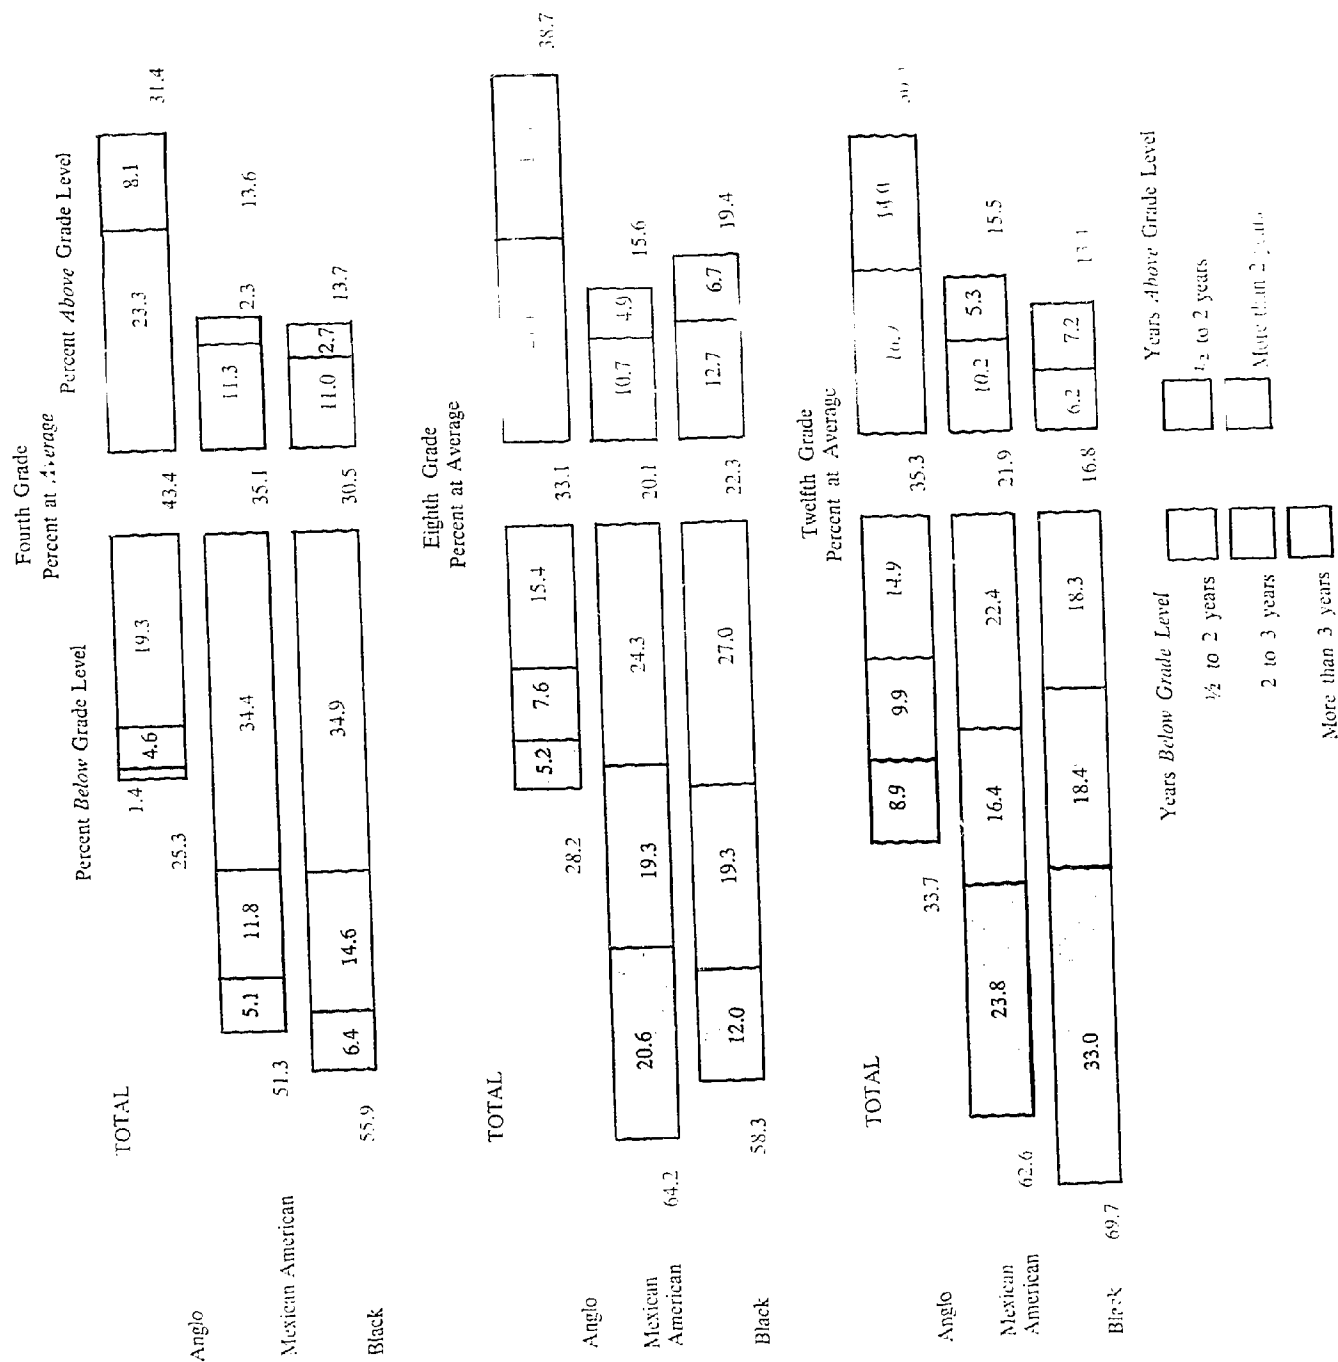 Fourth Grade
Percent Below Grade Level Percent at Average Percent Above Grade Level
TOTAL
Anglo 25.3 1.4 4.6 19.3 43.4 23.3 8.1 31.4
Mexican American 51.3 5.1 11.8 34.4 35.1 11.3 2.3 13.6
Black 55.9 6.4 14.6 34.9 30.5 11.0 2.7 13.7
Eighth Grade
Percent at Average
TOTAL
Anglo 28.2 5.2 7.6 15.4 33.1 38.7
Mexican
American 64.2 20.6 19.3 24.3 20.1 10.7 4.9 15.6
Black 58.3 12.0 19.3 27.0 22.3 12.7 6.7 19.4
Twelfth Grade
Percent at Average
TOTAL
Anglo 33.7 8.9 9.9 14.9 35.3 14.0
Mexican
American 62.6 23.8 16.4 22.4 21.9 10.2 5.3 15.5
Black 69.7 33.0 18.4 18.3 16.8 6.2 7.2
Years Below Grade Level Years Above Grade Level
½ to 2 years ½ to 2 years
2 to 3 years More than 2 years
More than 3 years